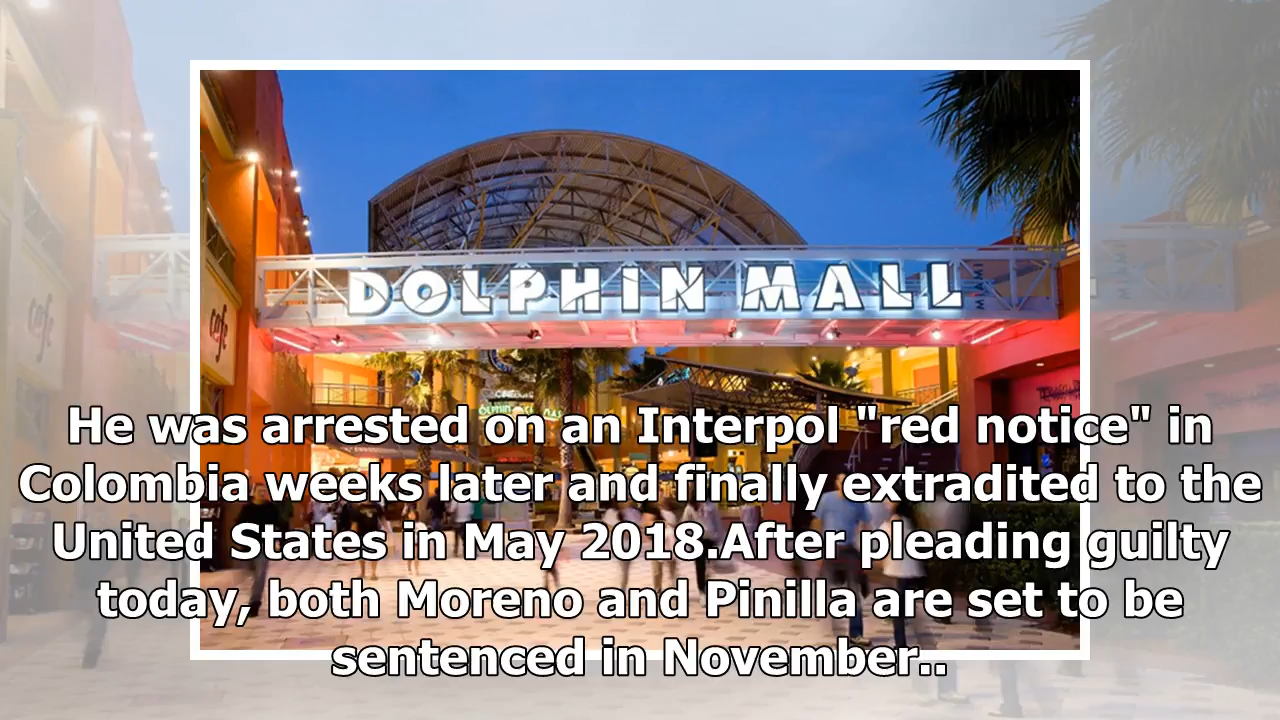 DOLPHIN MALL
MIAMI
cafe
He was arrested on an Interpol "red notice" in
Colombia weeks later and finally extradited to the
United States in May 2018.After pleading guilty
today, both Moreno and Pinilla are set to be
sentenced in November..